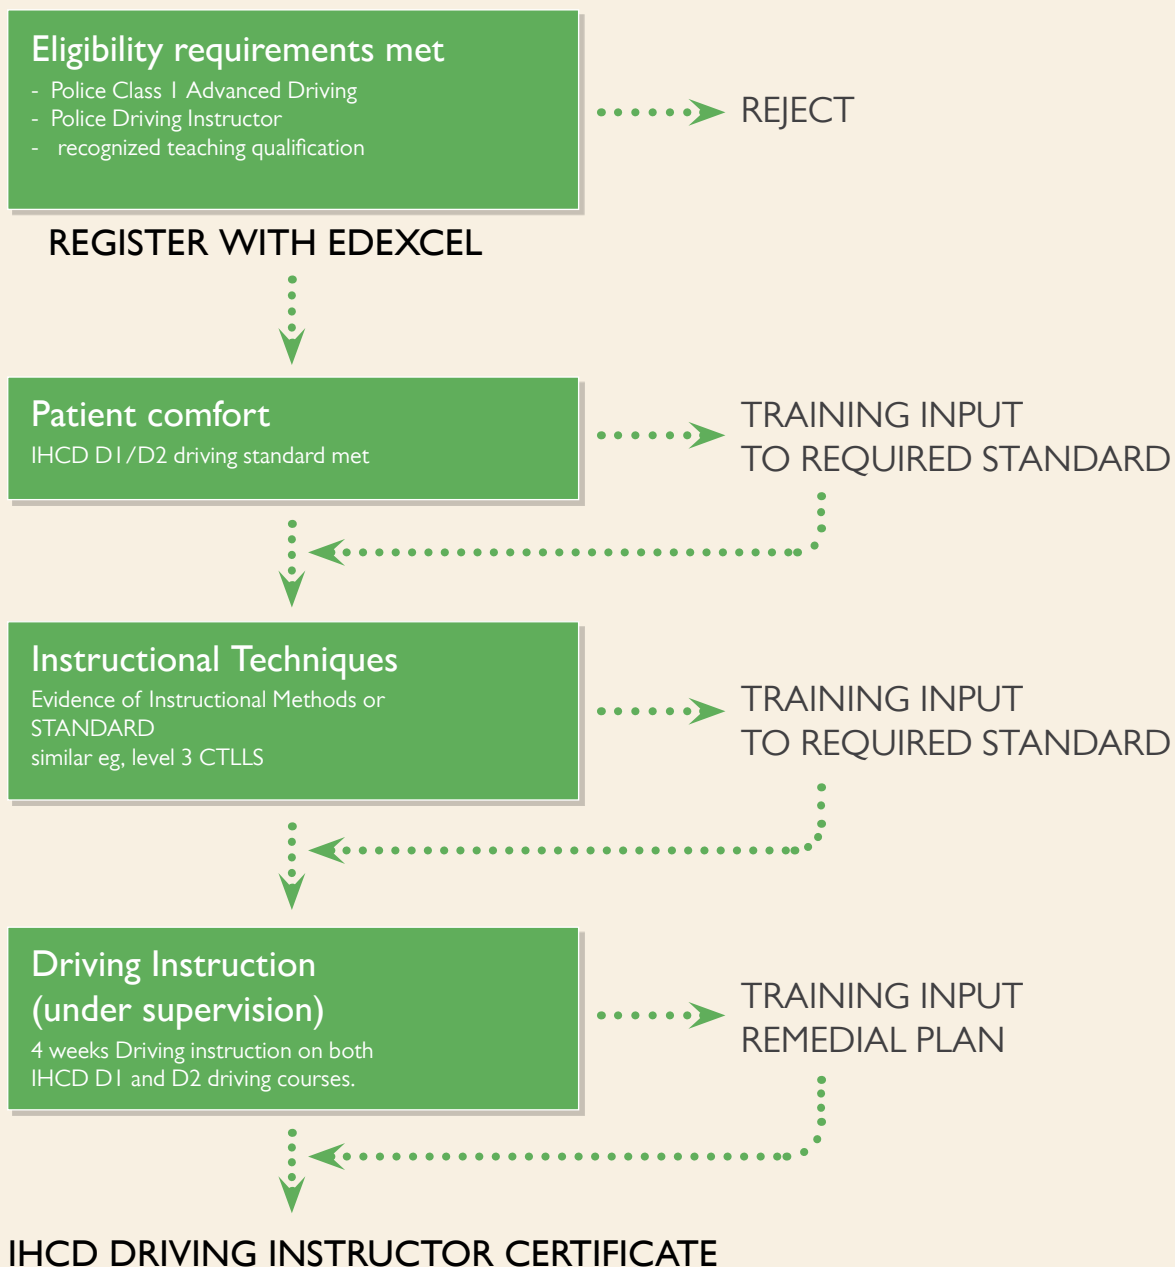 Eligibility requirements met
- Police Class 1 Advanced Driving
- Police Driving Instructor
- recognized teaching qualification
REJECT
REGISTER WITH EDEXCEL
Patient comfort
IHCD D1/D2 driving standard met
TRAINING INPUT
TO REQUIRED STANDARD
Instructional Techniques
Evidence of Instructional Methods or
STANDARD
similar eg, level 3 CTLLS
TRAINING INPUT
TO REQUIRED STANDARD
Driving Instruction
(under supervision)
4 weeks Driving instruction on both
IHCD D1 and D2 driving courses.
TRAINING INPUT
REMEDIAL PLAN
IHCD DRIVING INSTRUCTOR CERTIFICATE